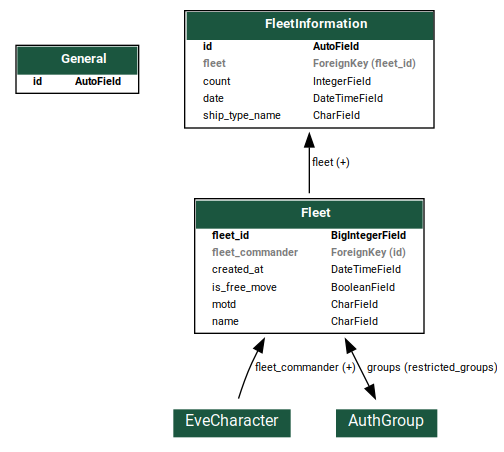 FleetInformation
id AutoField
fleet ForeignKey (fleet_id)
count IntegerField
date DateTimeField
ship_type_name CharField
General
id AutoField
fleet (+)
Fleet
fleet_id BigIntegerField
fleet_commander ForeignKey (id)
created_at DateTimeField
is_free_move BooleanField
motd CharField
name CharField
fleet_commander (+) groups (restricted_groups)
EveCharacter AuthGroup